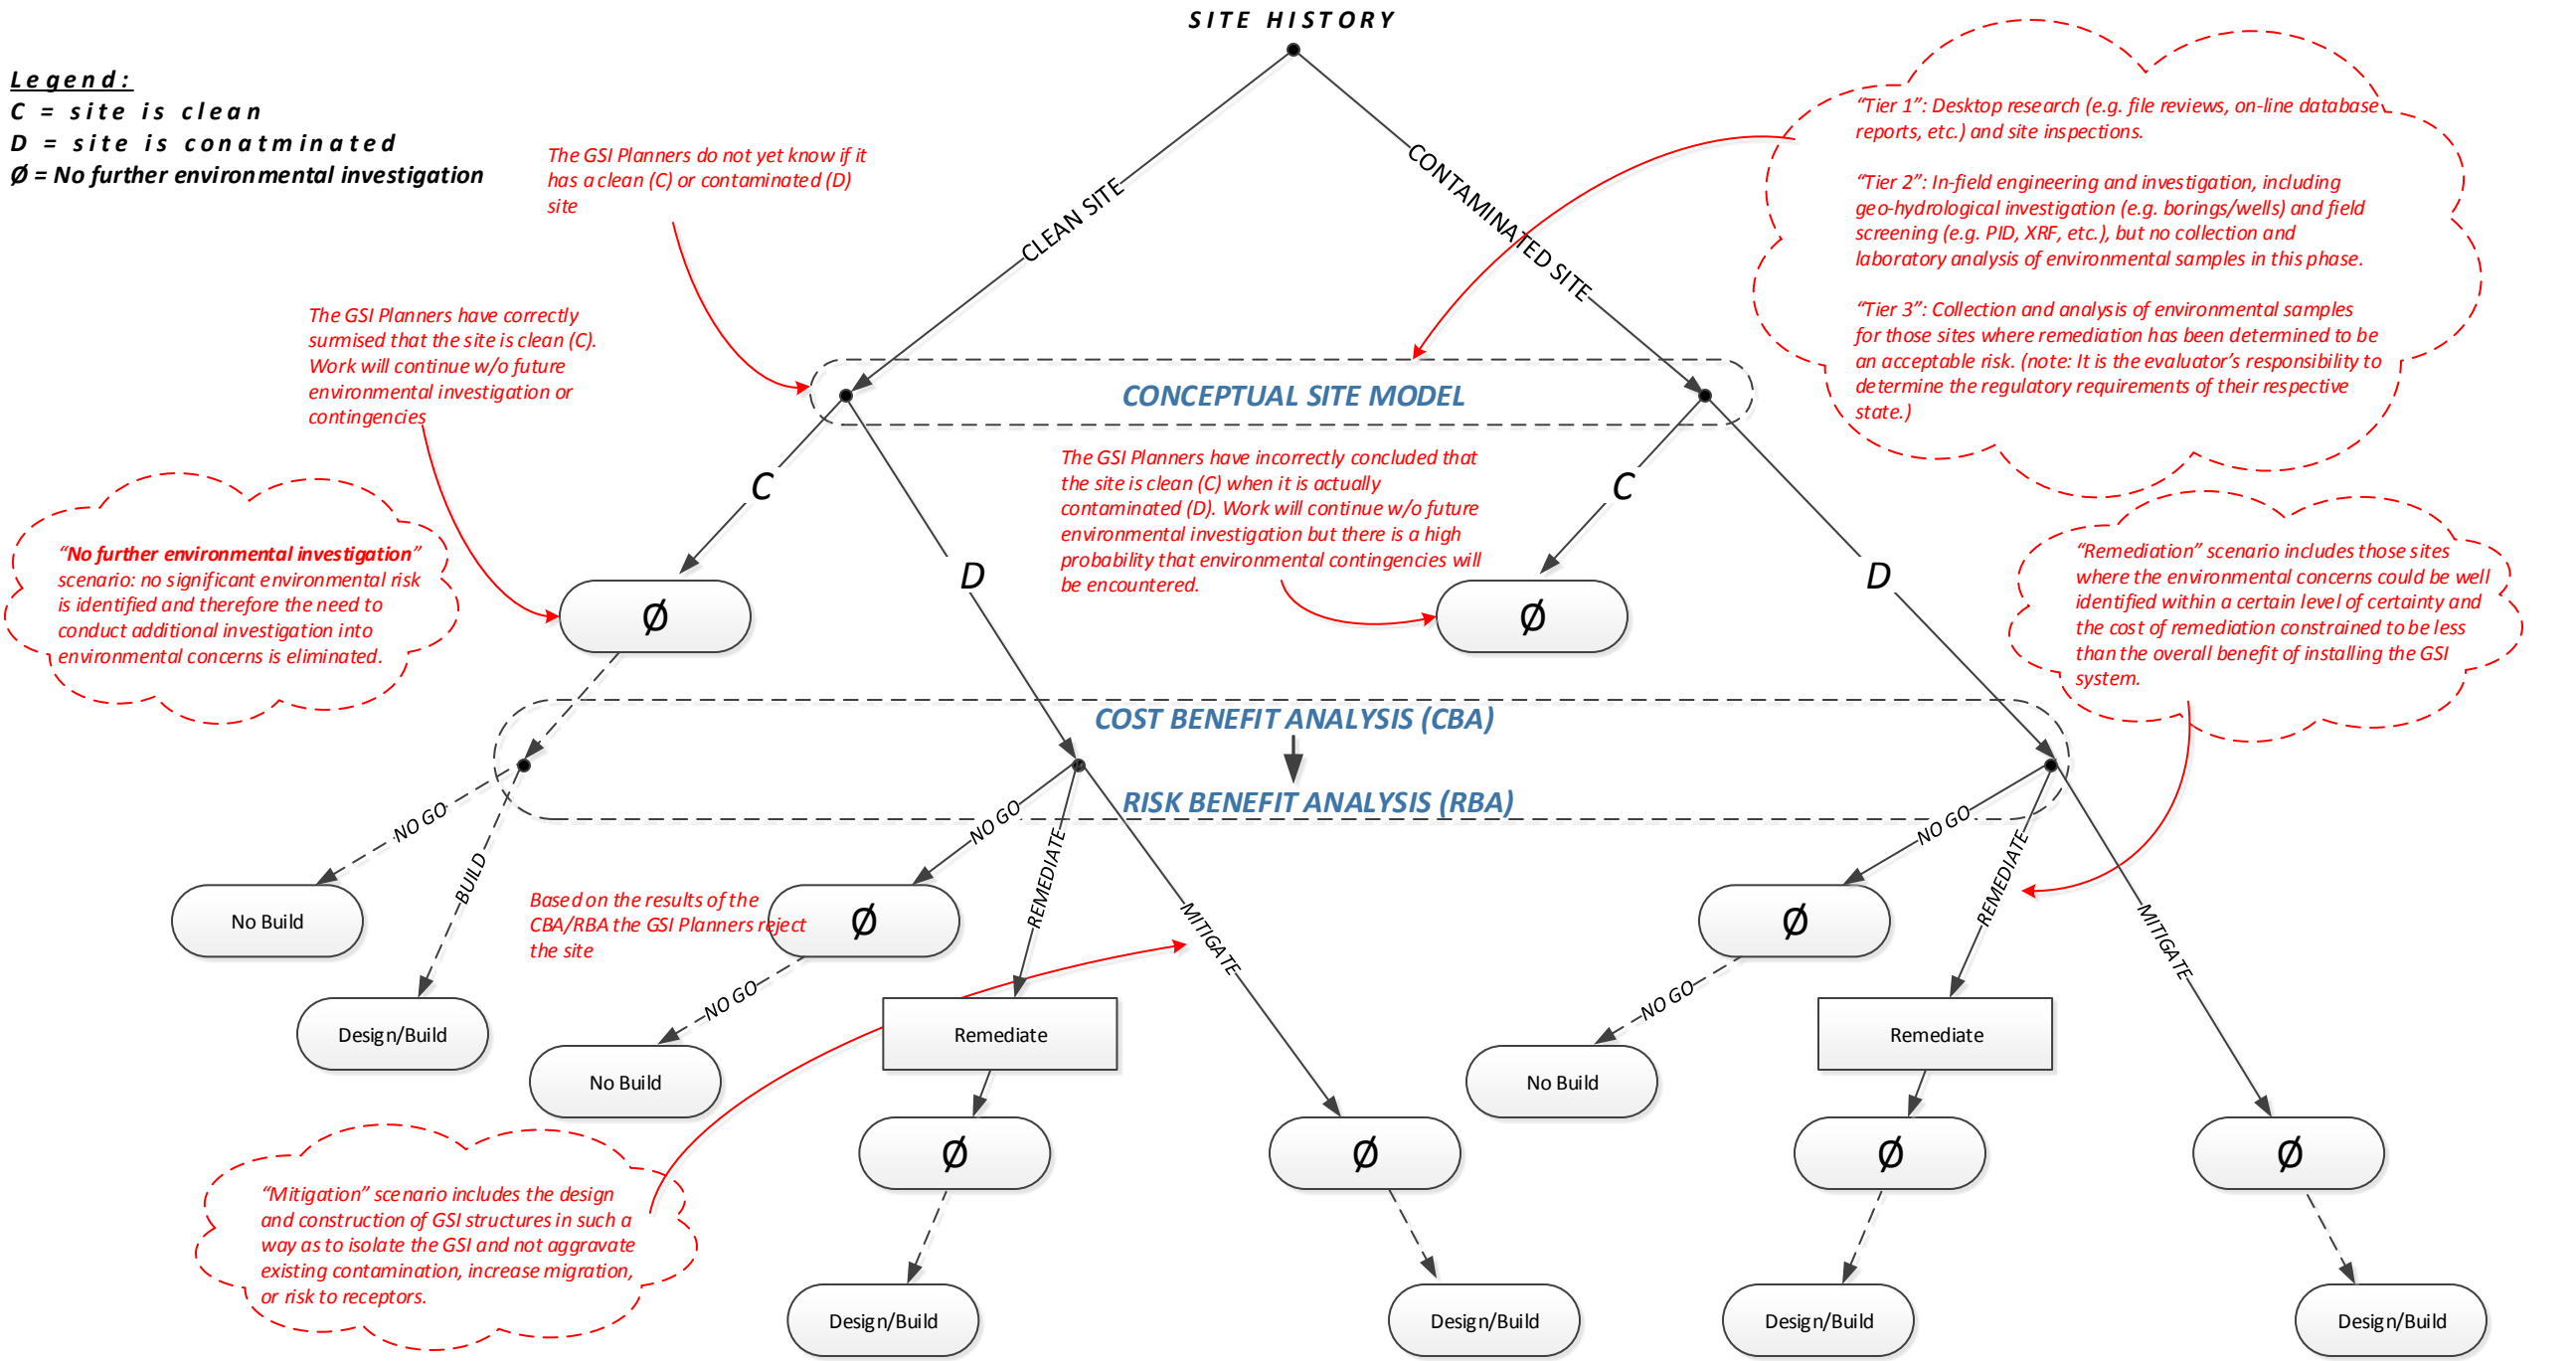 SITE HISTORY
Legend:
C = site is clean
D = site is conatminated
Ø = No further environmental investigation
The GSI Planners do not yet know if it
has a clean (C) or contaminated (D)
site
CLEAN SITE
CONTAMINATED SITE
“Tier 1”: Desktop research (e.g. file reviews, on-line database
reports, etc.) and site inspections.
“Tier 2”: In-field engineering and investigation, including
geo-hydrological investigation (e.g. borings/wells) and field
screening (e.g. PID, XRF, etc.), but no collection and
laboratory analysis of environmental samples in this phase.
“Tier 3”: Collection and analysis of environmental samples
for those sites where remediation has been determined to be
an acceptable risk. (note: It is the evaluator’s responsibility to
determine the regulatory requirements of their respective
state.)
The GSI Planners have correctly
surmised that the site is clean (C).
Work will continue w/o future
environmental investigation or
contingencies
CONCEPTUAL SITE MODEL
C
D
The GSI Planners have incorrectly concluded that
the site is clean (C) when it is actually
contaminated (D). Work will continue w/o future
environmental investigation but there is a high
probability that environmental contingencies will
be encountered.
C
D
“No further environmental investigation”
scenario: no significant environmental risk
is identified and therefore the need to
conduct additional investigation into
environmental concerns is eliminated.
Ø
Ø
“Remediation” scenario includes those sites
where the environmental concerns could be well
identified within a certain level of certainty and
the cost of remediation constrained to be less
than the overall benefit of installing the GSI
system.
COST BENEFIT ANALYSIS (CBA)
RISK BENEFIT ANALYSIS (RBA)
NO GO
BUILD
NO GO
REMEDIATE
MITIGATE
NO GO
REMEDIATE
MITIGATE
No Build
Based on the results of the
CBA/RBA the GSI Planners reject
the site
Ø
Ø
NO GO
NO GO
Design/Build
Remediate
Remediate
No Build
No Build
Ø
Ø
Ø
Ø
“Mitigation” scenario includes the design
and construction of GSI structures in such a
way as to isolate the GSI and not aggravate
existing contamination, increase migration,
or risk to receptors.
Design/Build
Design/Build
Design/Build
Design/Build